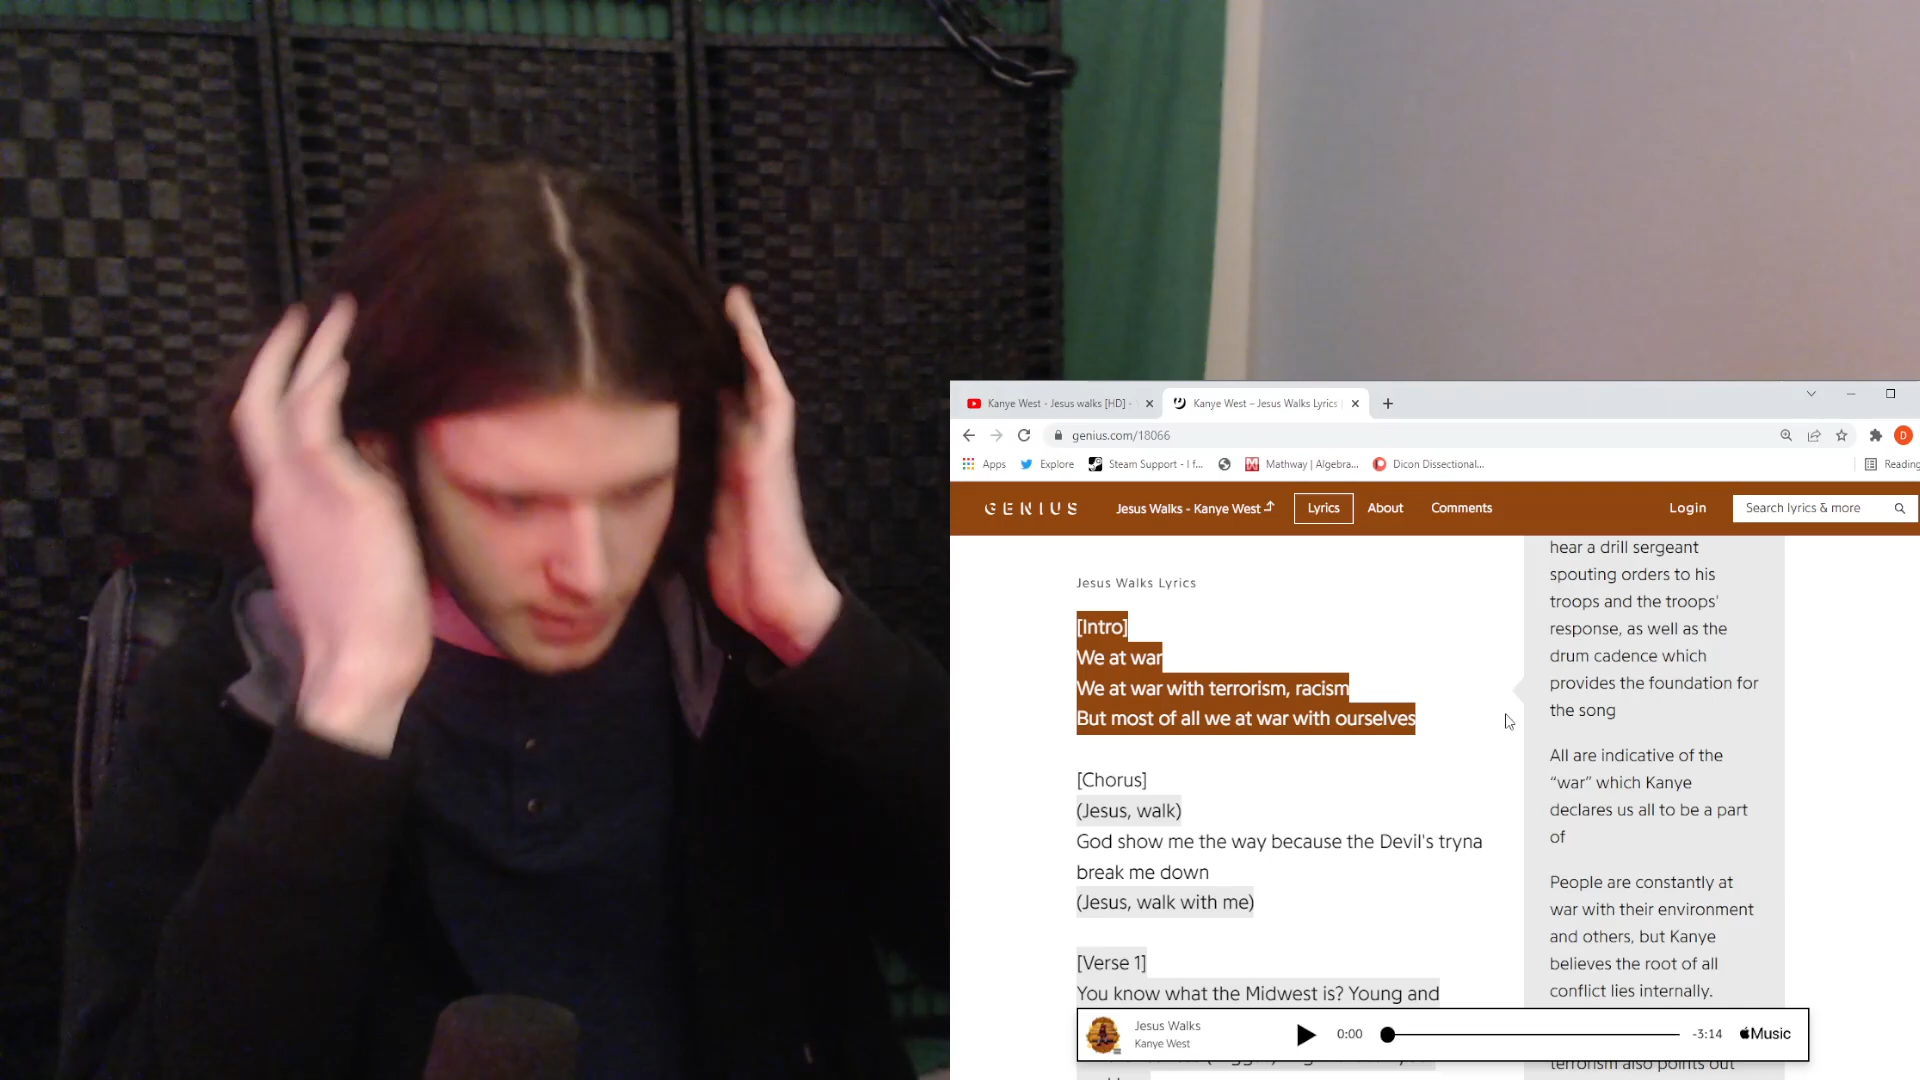 Kanye West - Jesus walks [HD] -
Kanye West – Jesus Walks Lyrics
genius.com/18066
D
Apps
Explore
Steam Support - I f...
Mathway | Algebra...
Dicon Dissectional...
Reading
GENIUS
Jesus Walks - Kanye West
Lyrics
About
Comments
Login
Search lyrics & more
Jesus Walks Lyrics
[Intro]
We at war
We at war with terrorism, racism
But most of all we at war with ourselves
[Chorus]
(Jesus, walk)
God show me the way because the Devil's tryna
break me down
(Jesus, walk with me)
[Verse 1]
You know what the Midwest is? Young and
hear a drill sergeant
spouting orders to his
troops and the troops'
response, as well as the
drum cadence which
provides the foundation for
the song
All are indicative of the
“war” which Kanye
declares us all to be a part
of
People are constantly at
war with their environment
and others, but Kanye
believes the root of all
conflict lies internally.
terrorism also points out
Jesus Walks
Kanye West
0:00
-3:14
Music